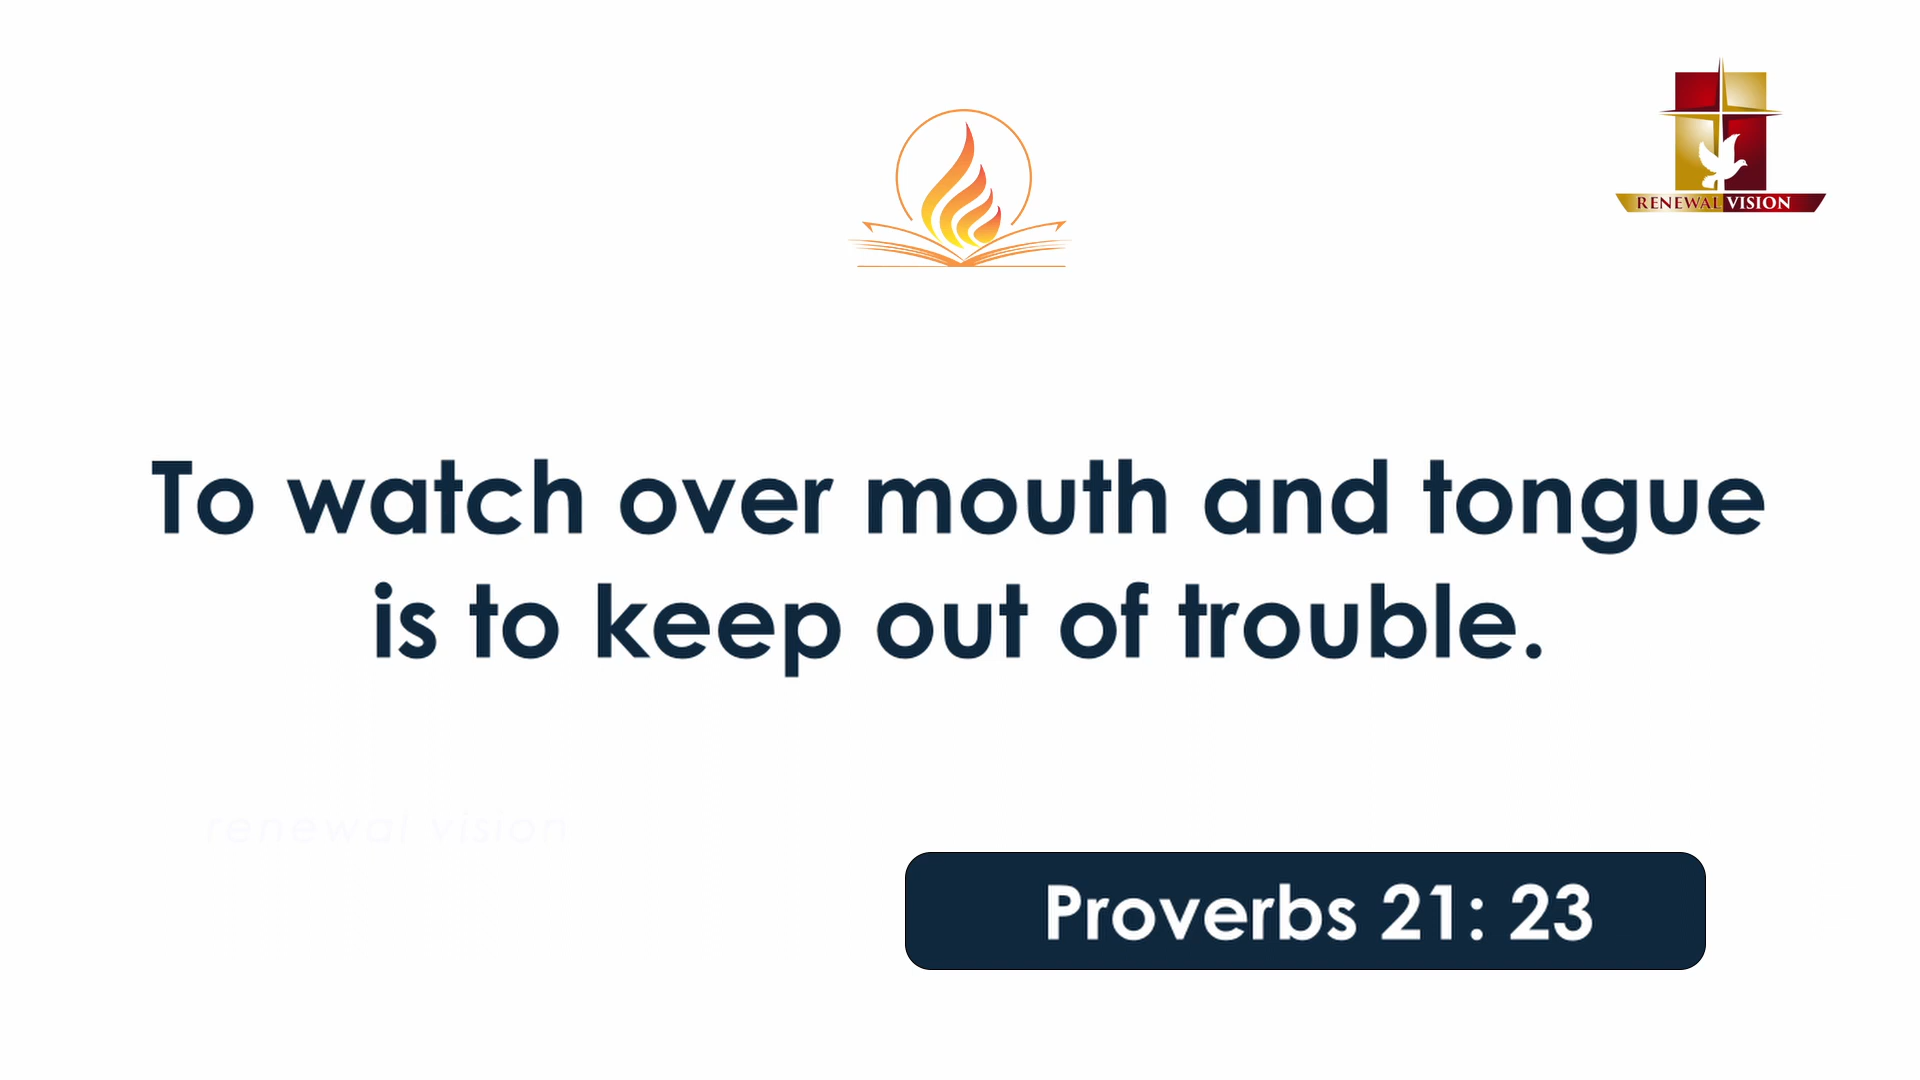 RENEWAL VISION
To watch over mouth and tongue
is to keep out of trouble.
renewal vision
Proverbs 21: 23